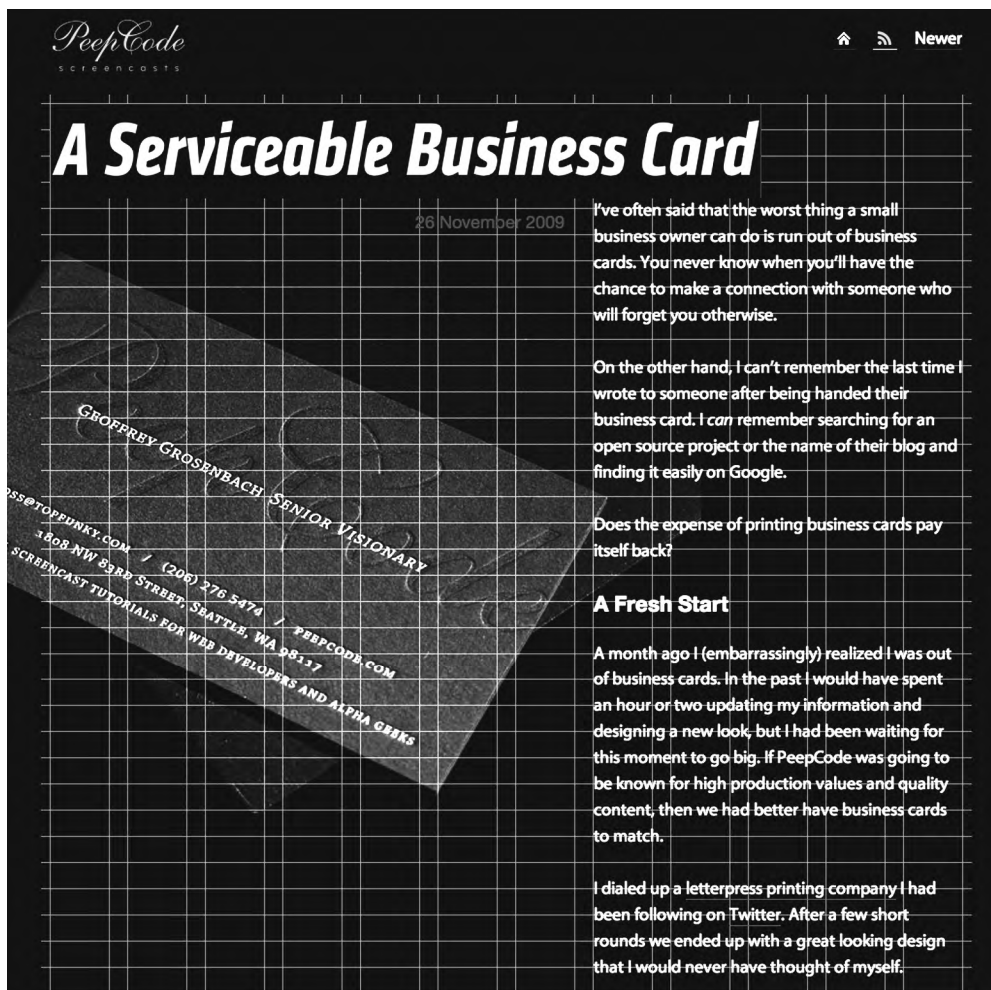 PeepCode
screencasts
Newer
A Serviceable Business Card
26 November 2009
GEOFFREY GROSENBACH SENIOR VISIONARY
OSS@TOPFUNKY.COM / (206) 276 5474 / PEEPCODE.COM
1808 NW 83RD STREET, SEATTLE, WA 98117
SCREENCAST TUTORIALS FOR WEB DEVELOPERS AND ALPHA GEEKS
I've often said that the worst thing a small
business owner can do is run out of business
cards. You never know when you'll have the
chance to make a connection with someone who
will forget you otherwise.
On the other hand, I can't remember the last time I
wrote to someone after being handed their
business card. I can remember searching for an
open source project or the name of their blog and
finding it easily on Google.
Does the expense of printing business cards pay
itself back?
A Fresh Start
A month ago I (embarrassingly) realized I was out
of business cards. In the past I would have spent
an hour or two updating my information and
designing a new look, but I had been waiting for
this moment to go big. If PeepCode was going to
be known for high production values and quality
content, then we had better have business cards
to match.
I dialed up a letterpress printing company I had
been following on Twitter. After a few short
rounds we ended up with a great looking design
that I would never have thought of myself.